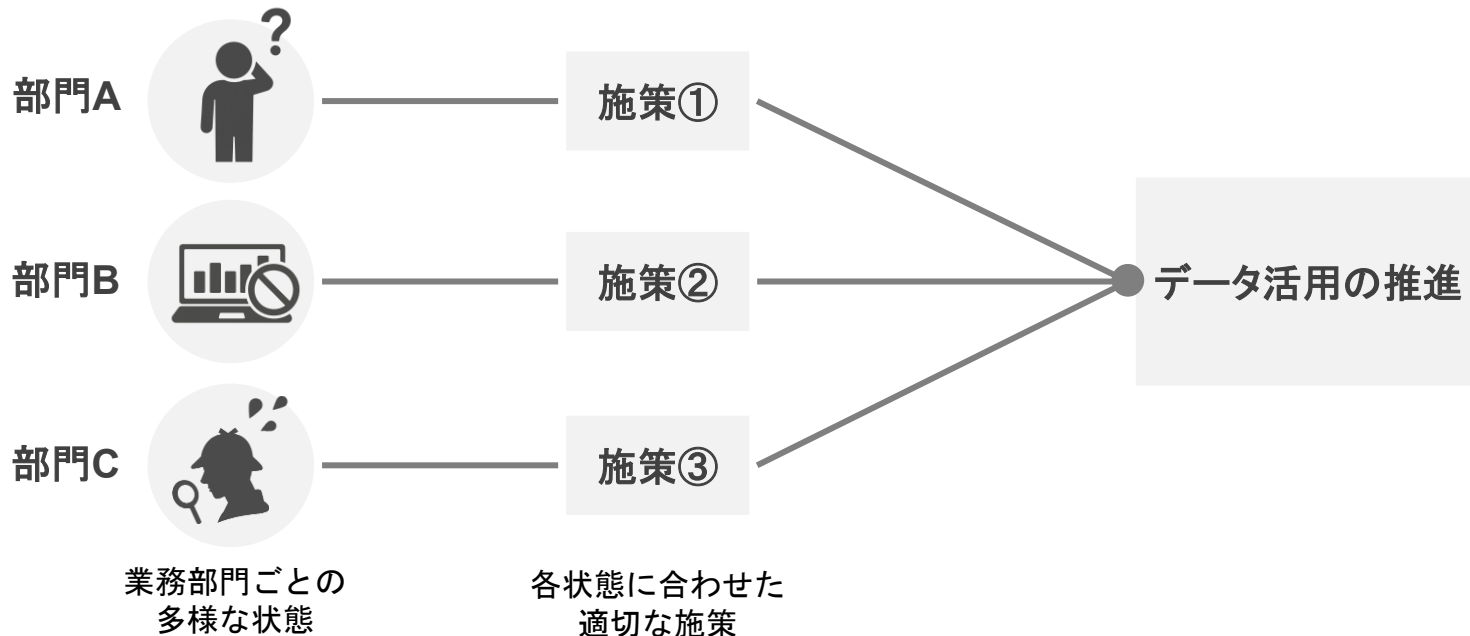 部門A
施策①
部門B
施策②
データ活用の推進
部門C
施策③
業務部門ごとの
多様な状態
各状態に合わせた
適切な施策